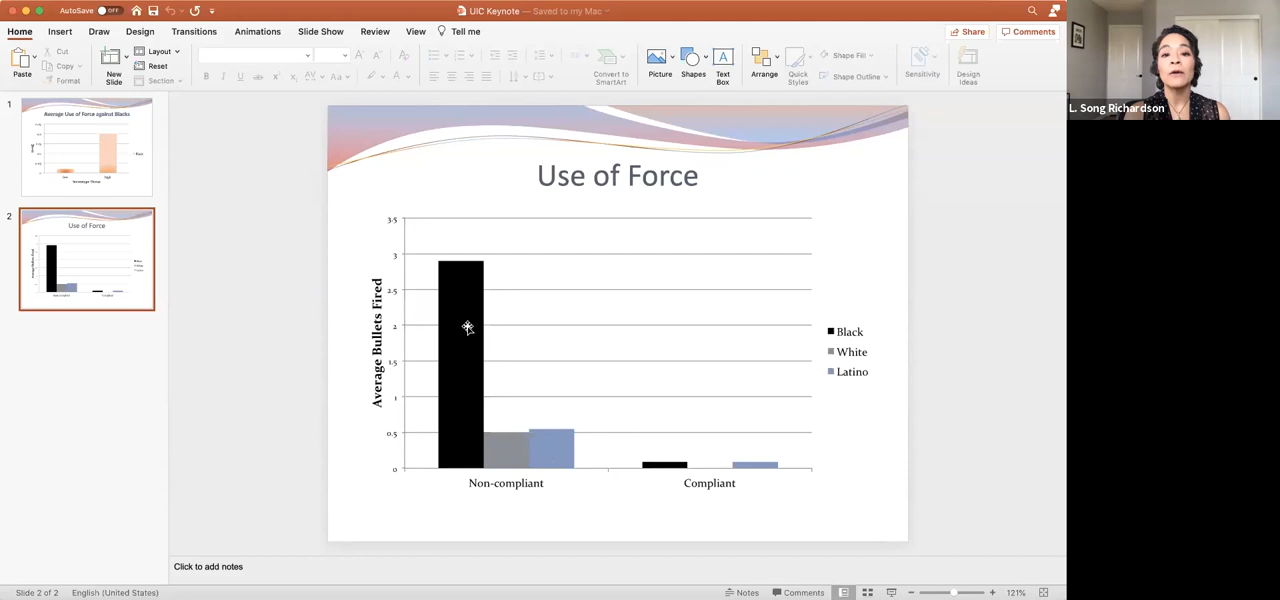 AutoSave OFF
UIC Keynote — Saved to my Mac
Home Insert Draw Design Transitions Animations Slide Show Review View Tell me
Share Comments
Paste
Cut
Copy
Format
New Slide
Layout
Reset
Section
Convert to SmartArt
Picture
Shapes
Text Box
Arrange
Quick Styles
Shape Fill
Shape Outline
Sensitivity
Design Ideas
L. Song Richardson
1
Average Use of Force against Blacks
2
Use of Force
Use of Force
Average Bullets Fired
3.5
3
2.5
2
1.5
1
0.5
0
Non-compliant
Compliant
Black
White
Latino
Click to add notes
Slide 2 of 2 English (United States)
Notes Comments 121%